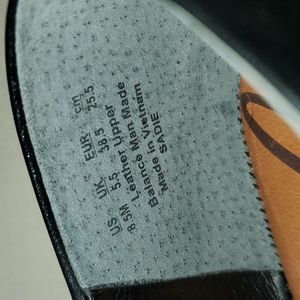 US: UK: EUR: cm
8.5M 5.5 38.5 25.5
Leather Upper
Balance Man Made
Made in Vietnam
SADIE